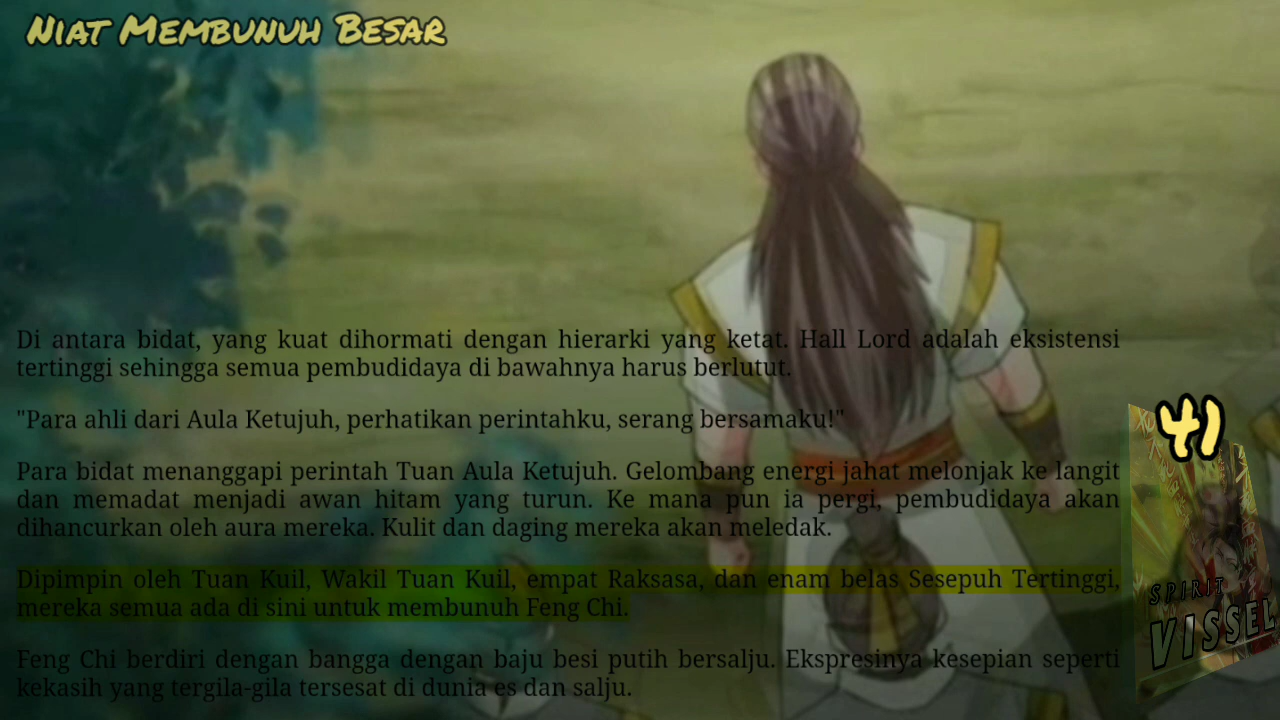 Niat Membunuh Besar
Di antara bidat, yang kuat dihormati dengan hierarki yang ketat. Hall Lord adalah eksistensi
tertinggi sehingga semua pembudidaya di bawahnya harus berlutut.
"Para ahli dari Aula Ketujuh, perhatikan perintahku, serang bersamaku!"
Para bidat menanggapi perintah Tuan Aula Ketujuh. Gelombang energi jahat melonjak ke langit
dan memadat menjadi awan hitam yang turun. Ke mana pun ia pergi, pembudidaya akan
dihancurkan oleh aura mereka. Kulit dan daging mereka akan meledak.
Dipimpin oleh Tuan Kuil, Wakil Tuan Kuil, empat Raksasa, dan enam belas Sesepuh Tertinggi,
mereka semua ada di sini untuk membunuh Feng Chi.
Feng Chi berdiri dengan bangga dengan baju besi putih bersalju. Ekspresinya kesepian seperti
kekasih yang tergila-gila tersesat di dunia es dan salju.
41
SPIRIT
VISSEL